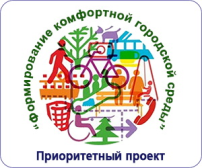 "Формирование комфортной городской среды"
Приоритетный проект